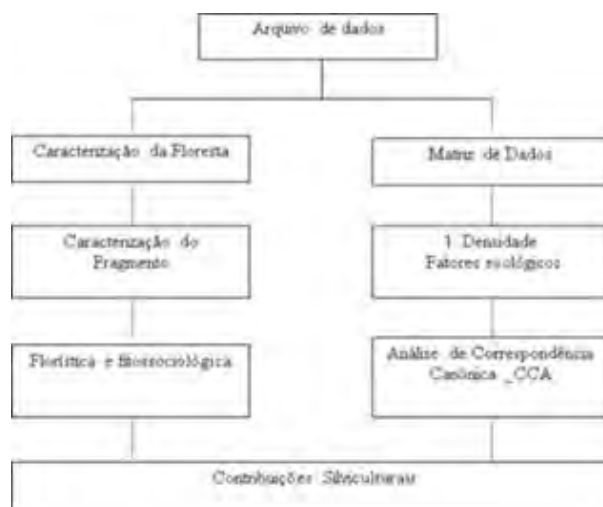 Arquivo de dados
Caracterização da Floresta
Matriz de Dados
Caracterização do
Fragmento
1 Densidade
Fatores ecológicos
Florística e fitossociológica
Análise de Correspondência
Canônica _CCA
Contribuições Silviculturais